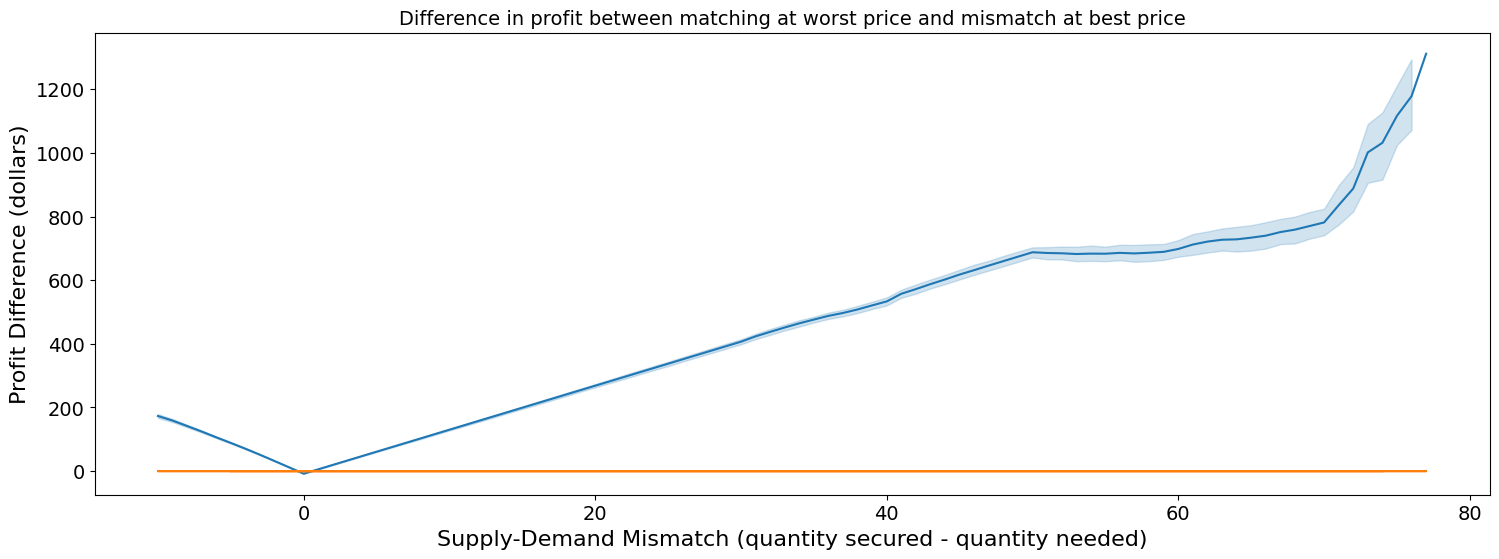 Difference in profit between matching at worst price and mismatch at best price
Profit Difference (dollars)
1200
1000
800
600
400
200
0
0 20 40 60 80
Supply-Demand Mismatch (quantity secured - quantity needed)